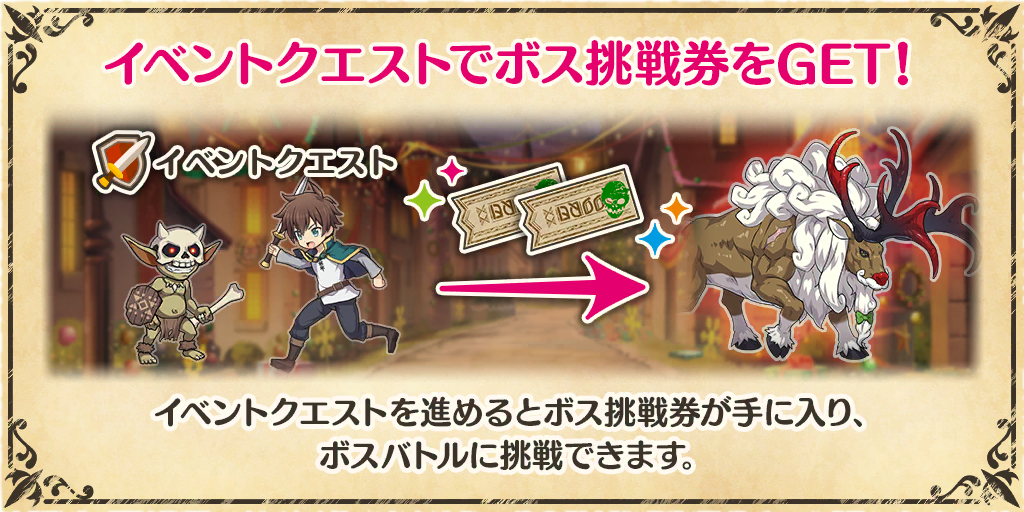 イベントクエストでボス挑戦券をGET!
イベントクエスト
イベントクエストを進めるとボス挑戦券が手に入り、
ボスバトルに挑戦できます。